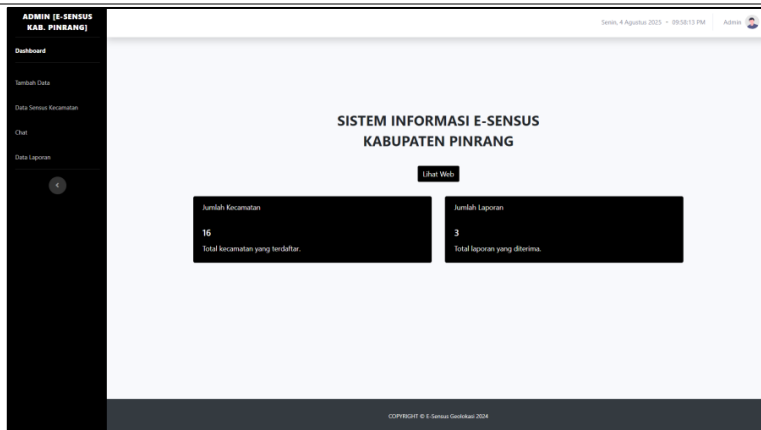 ADMIN [E-SENSUS
KAB. PINRANG]
Senin, 4 Agustus 2025 - 09:58:13 PM
Admin
Dashboard
Tambah Data
Data Sensus Kecamatan
Chat
Data Laporan
SISTEM INFORMASI E-SENSUS
KABUPATEN PINRANG
Lihat Web
Jumlah Kecamatan
16
Total kecamatan yang terdaftar.
Jumlah Laporan
3
Total laporan yang diterima.
COPYRIGHT © E-Sensus Geolokasi 2024